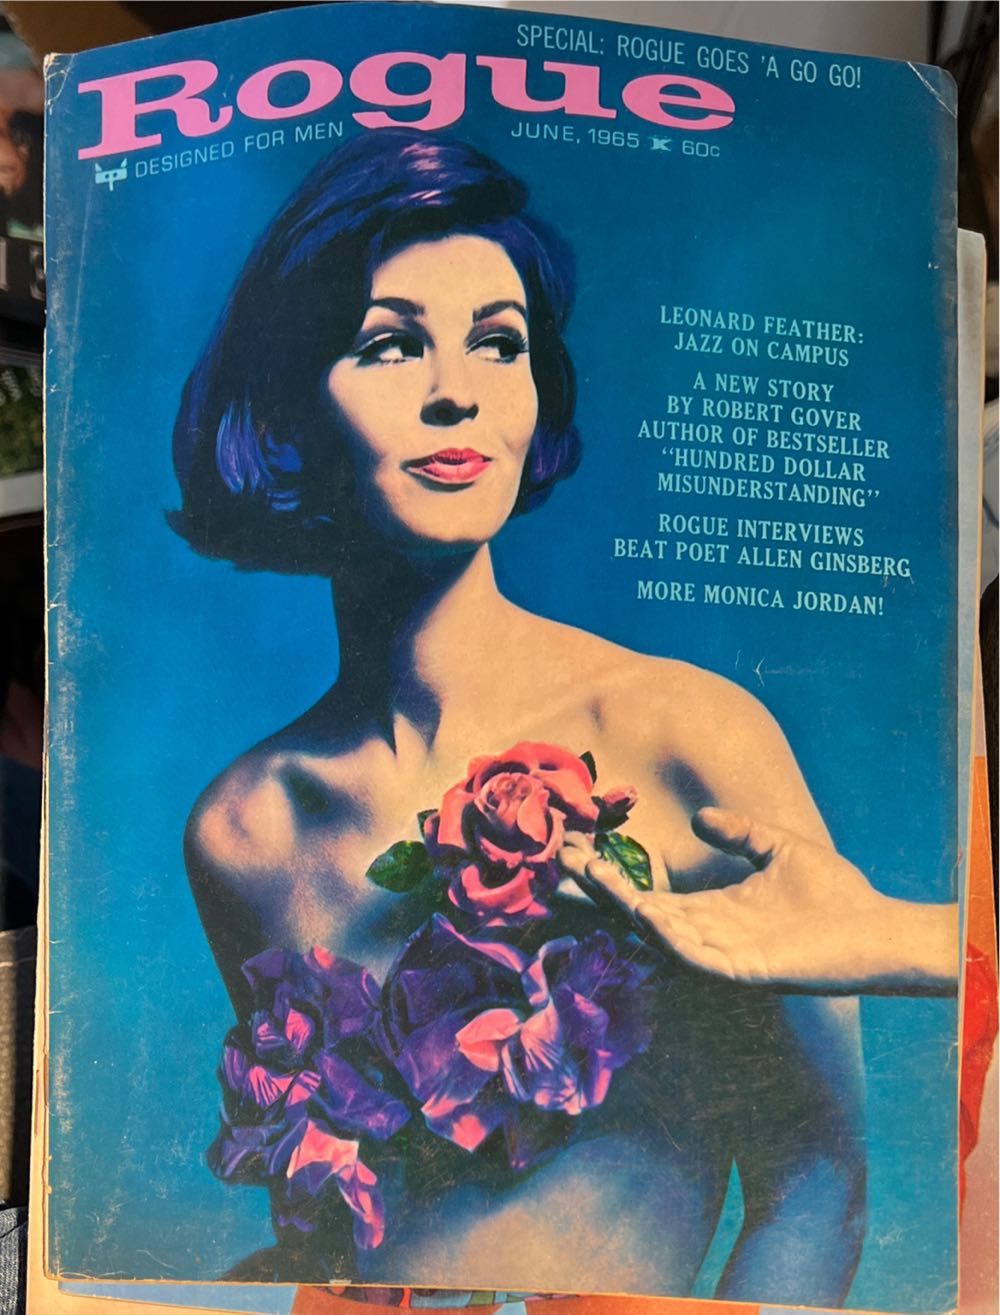 SPECIAL: ROGUE GOES 'A GO GO!
Rogue
DESIGNED FOR MEN
JUNE, 1965 60c
LEONARD FEATHER:
JAZZ ON CAMPUS
A NEW STORY
BY ROBERT GOVER
AUTHOR OF BESTSELLER
“HUNDRED DOLLAR
MISUNDERSTANDING”
ROGUE INTERVIEWS
BEAT POET ALLEN GINSBERG
MORE MONICA JORDAN!